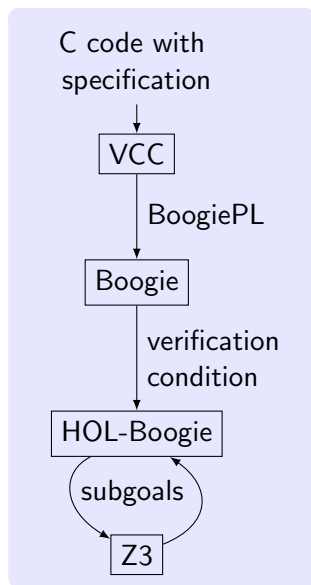 C code with
specification
VCC
BoogiePL
Boogie
verification
condition
HOL-Boogie
subgoals
Z3